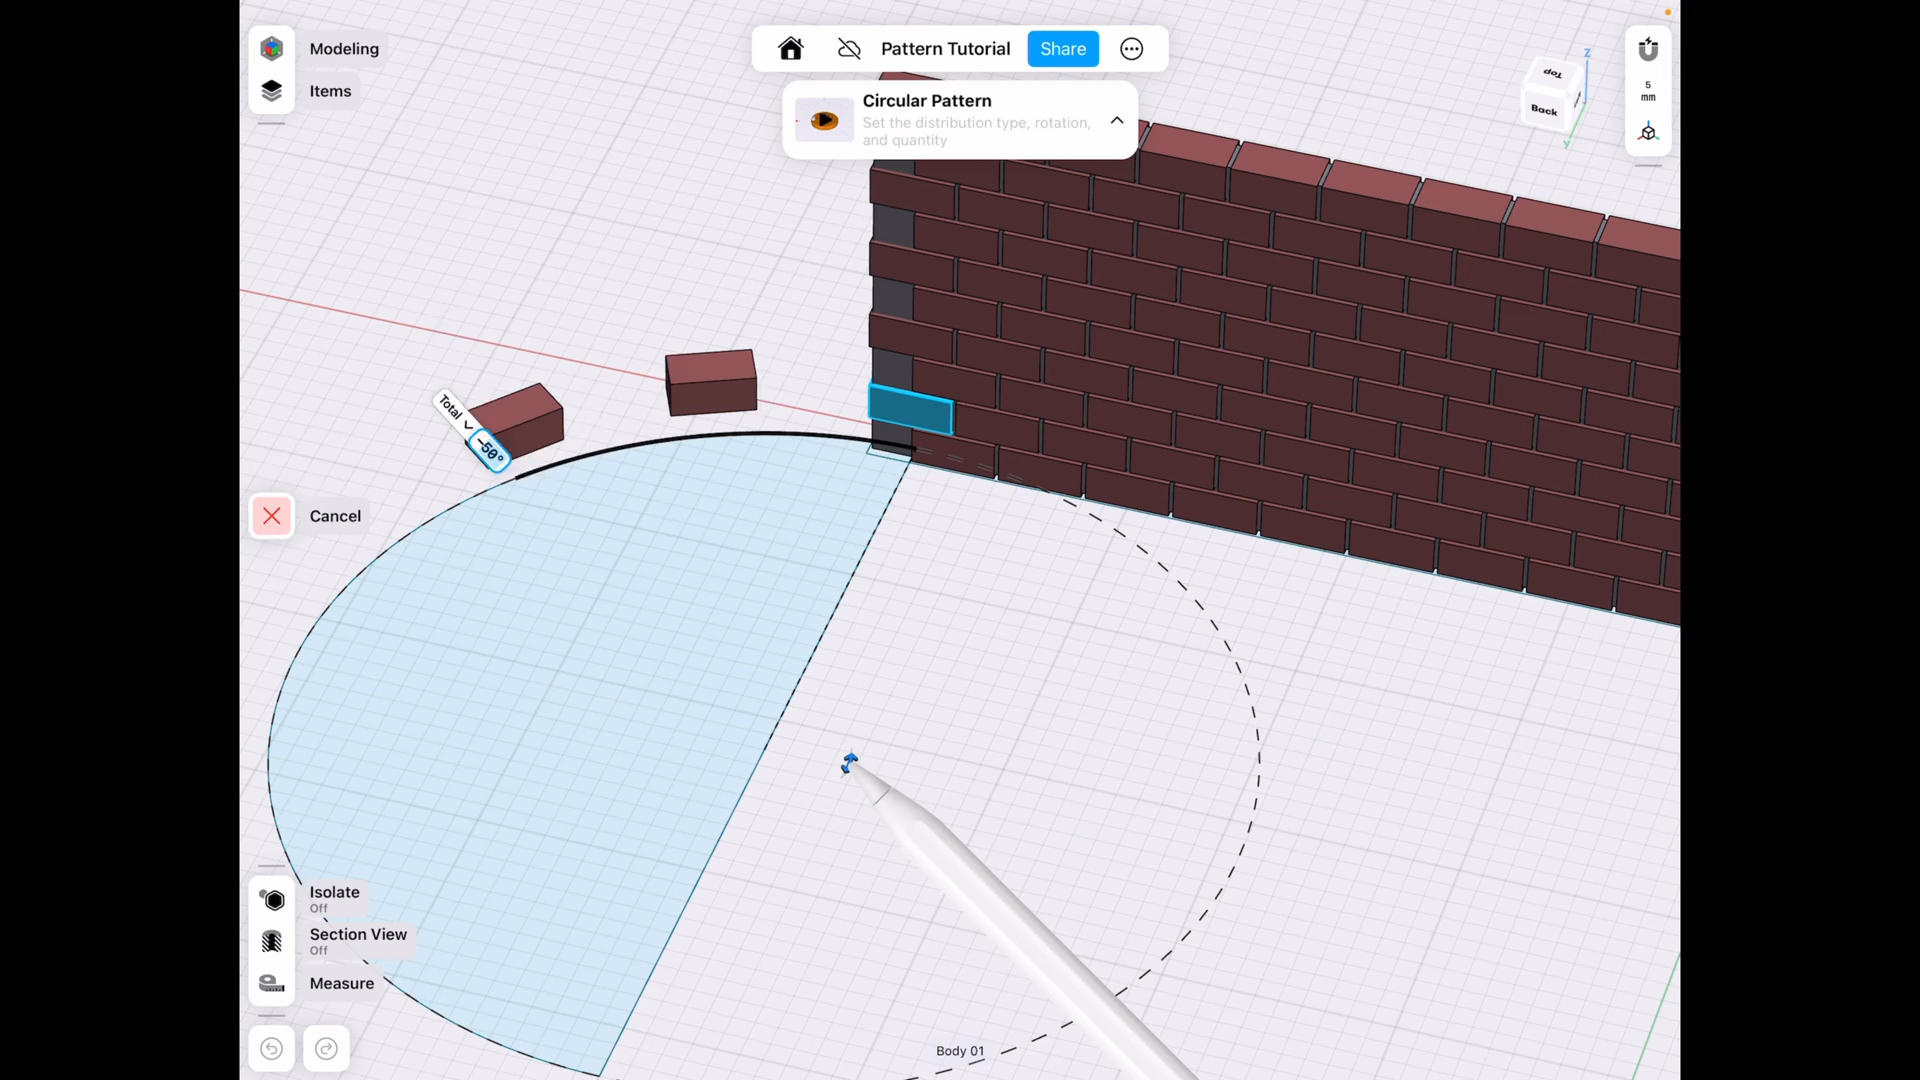 Modeling
Items
Pattern Tutorial
Share
Circular Pattern
Set the distribution type, rotation,
and quantity
Z
Top
Back
Y
5
mm
Total
-50°
Cancel
Isolate
Off
Section View
Off
Measure
Body 01